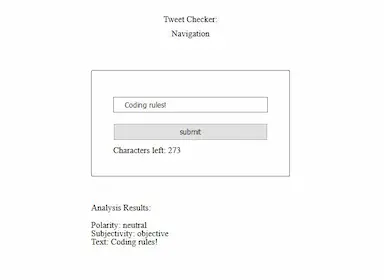 Tweet Checker:
Navigation
Coding rules!
submit
Characters left: 273
Analysis Results:
Polarity: neutral
Subjectivity: objective
Text: Coding rules!